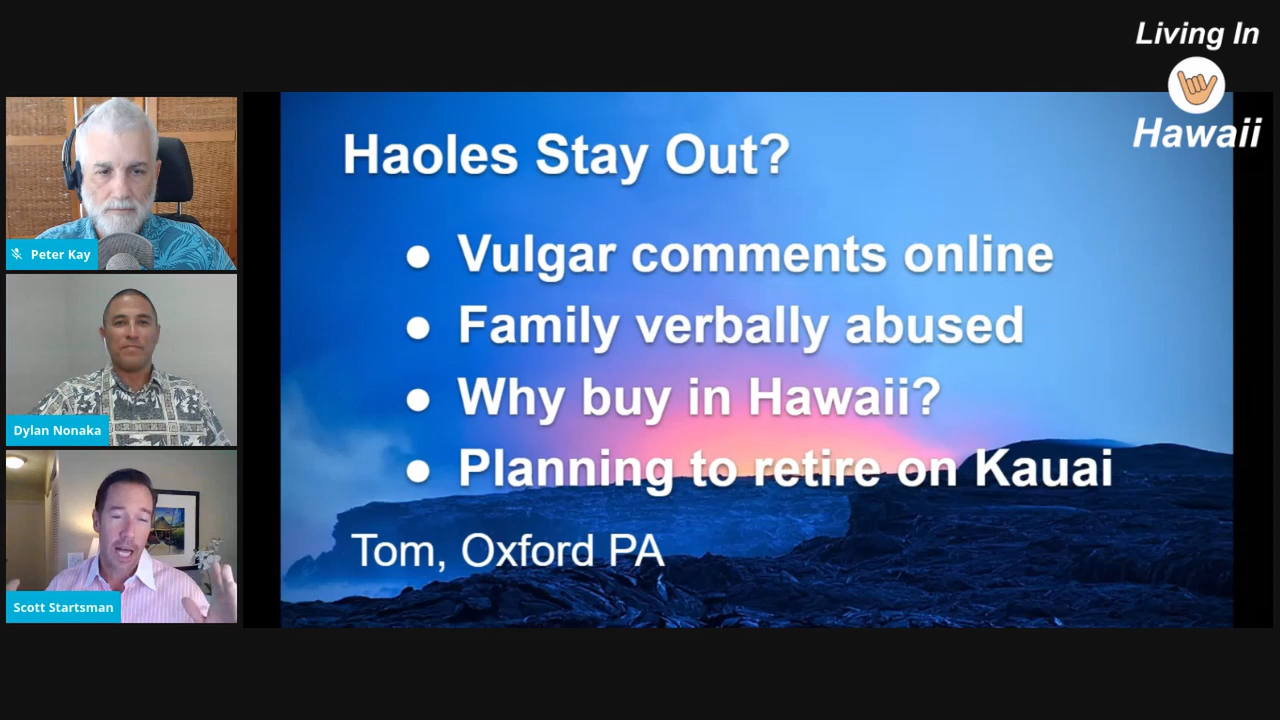 Living In
Hawaii
Peter Kay
Dylan Nonaka
Scott Startsman
Haoles Stay Out?
● Vulgar comments online
● Family verbally abused
● Why buy in Hawaii?
● Planning to retire on Kauai
Tom, Oxford PA